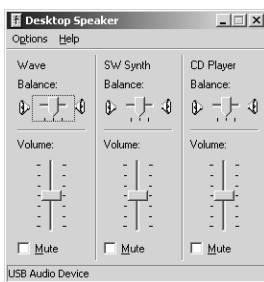 Desktop Speaker
Options Help
Wave
Balance:
Volume:
Mute
SW Synth
Balance:
Volume:
Mute
CD Player
Balance:
Volume:
Mute
USB Audio Device